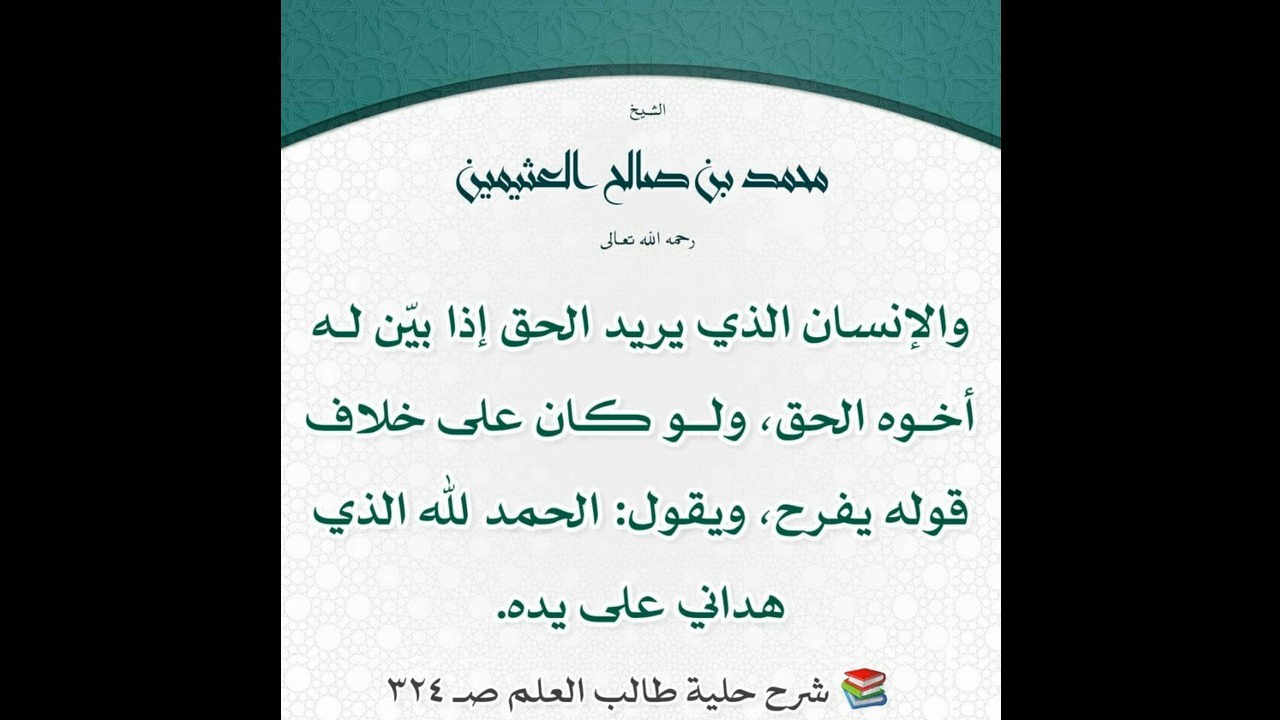 الشيخ
محمد بن صالح العثيمين
رحمه الله تعالى
والإنسان الذي يريد الحق إذا بيّن له
أخوه الحق، ولو كان على خلاف
قوله يفرح، ويقول: الحمد لله الذي
هداني على يده.
شرح حلية طالب العلم صـ ٣٢٤